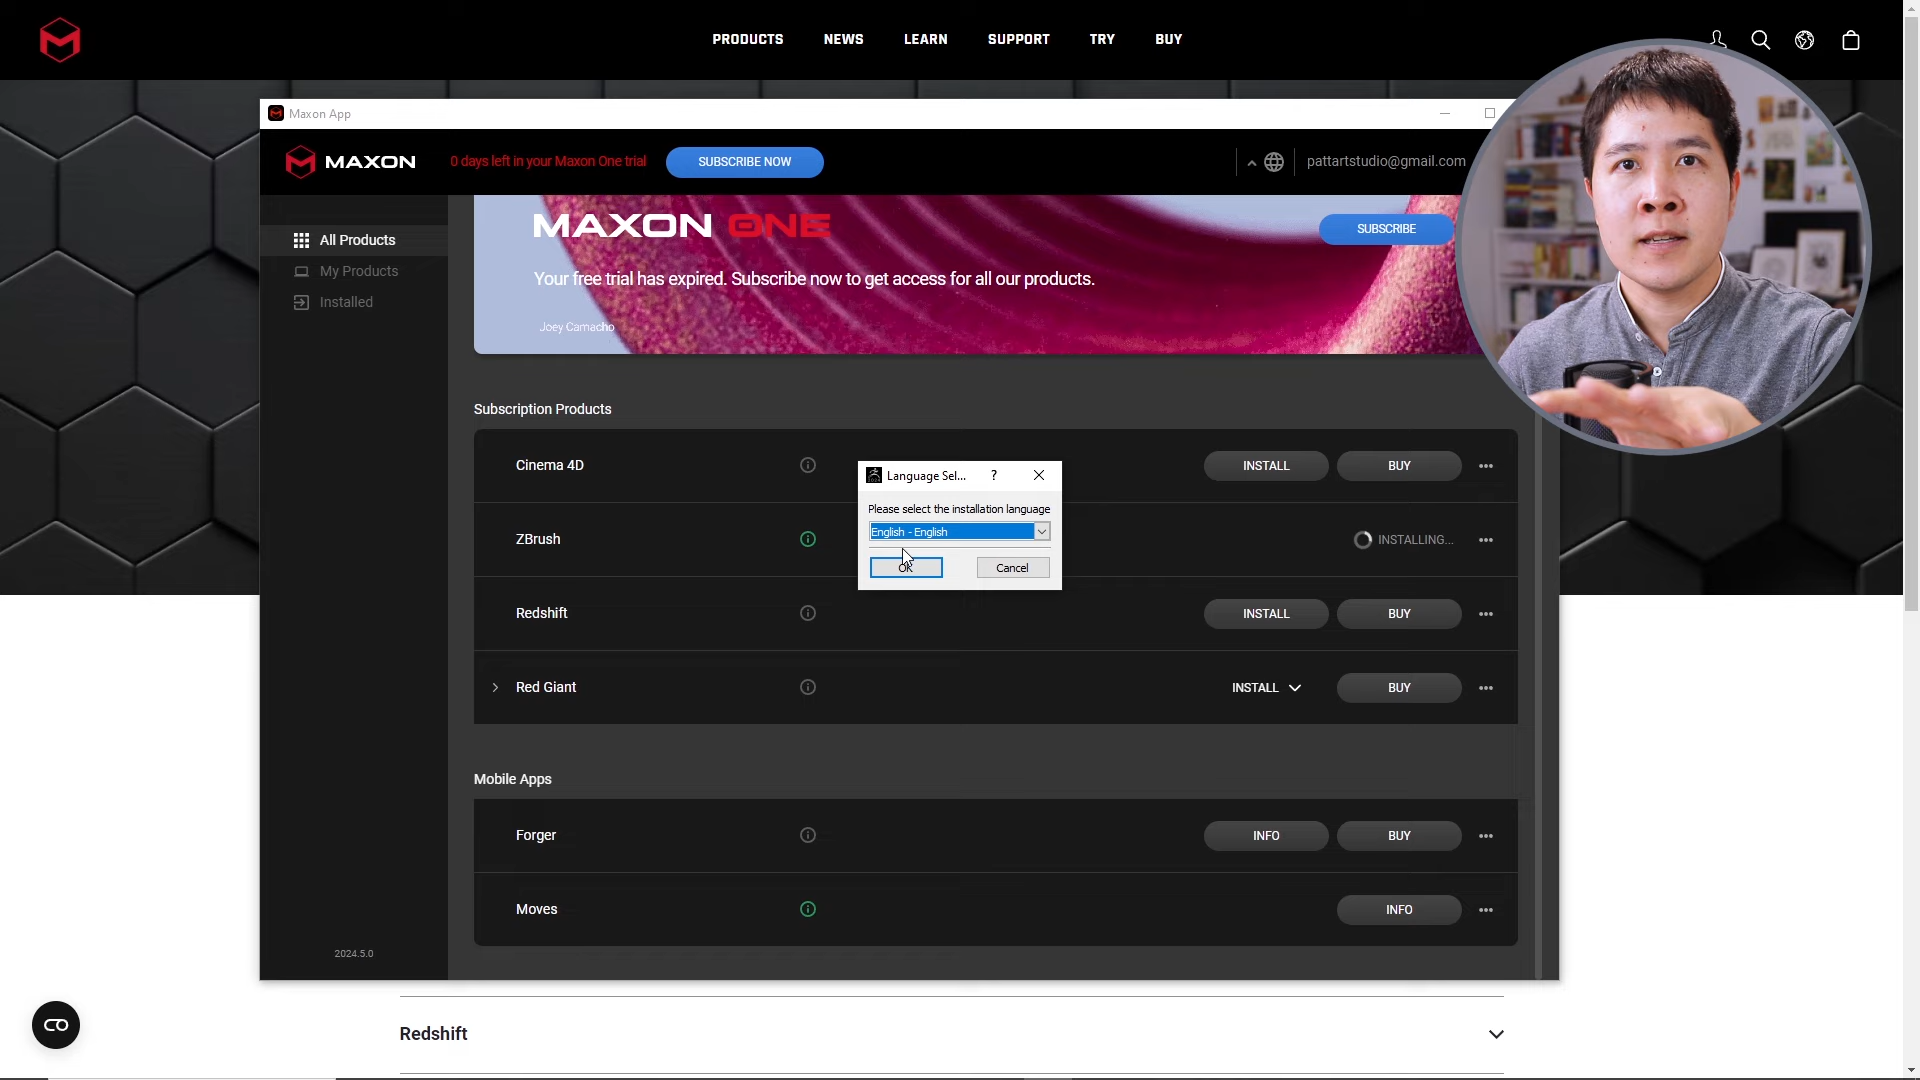 PRODUCTS NEWS LEARN SUPPORT TRY BUY
Maxon App
MAXON 0 days left in your Maxon One trial SUBSCRIBE NOW pattartstudio@gmail.com
MAXON ONE SUBSCRIBE
All Products
Your free trial has expired. Subscribe now to get access for all our products.
My Products
Installed
Joey Camacho
Subscription Products
Cinema 4D INSTALL BUY
Language Sel... ?
Please select the installation language
English - English
OK Cancel
ZBrush INSTALLING...
Redshift INSTALL BUY
Red Giant INSTALL BUY
Mobile Apps
Forger INFO BUY
Moves INFO
2024.5.0
Redshift